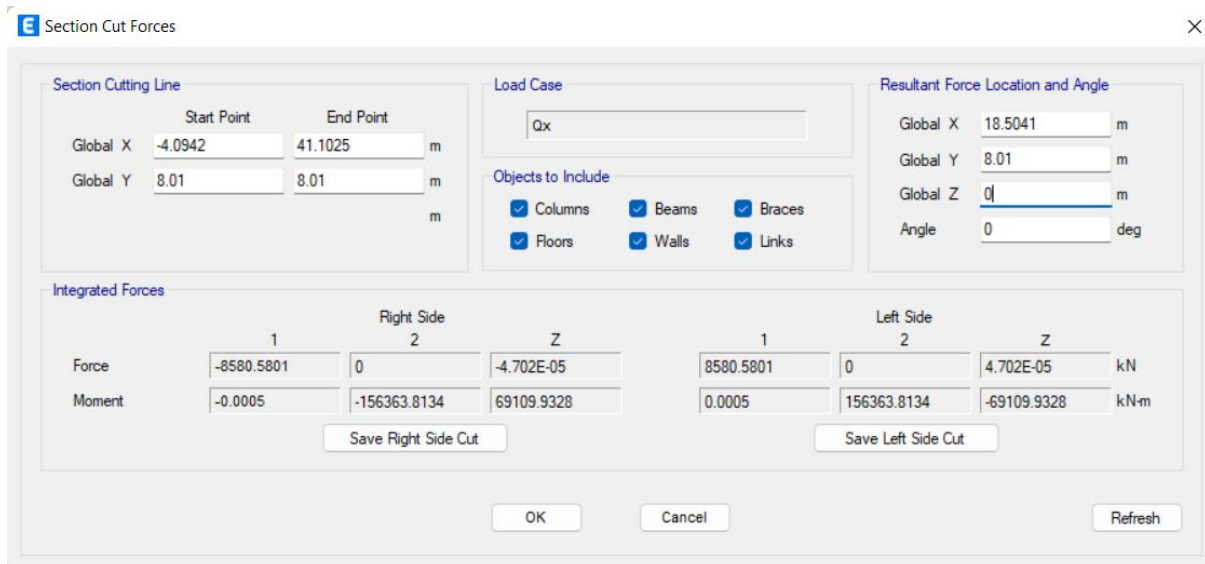 E Section Cut Forces
Section Cutting Line
Start Point End Point
Global X -4.0942 41.1025 m
Global Y 8.01 8.01 m
m
Load Case
Qx
Objects to Include
Columns Beams Braces
Floors Walls Links
Resultant Force Location and Angle
Global X 18.5041 m
Global Y 8.01 m
Global Z 0 m
Angle 0 deg
Integrated Forces
Right Side Left Side
1 2 Z 1 2 Z
Force -8580.5801 0 -4.702E-05 8580.5801 0 4.702E-05 kN
Moment -0.0005 -156363.8134 69109.9328 0.0005 156363.8134 -69109.9328 kN-m
Save Right Side Cut Save Left Side Cut
OK Cancel Refresh